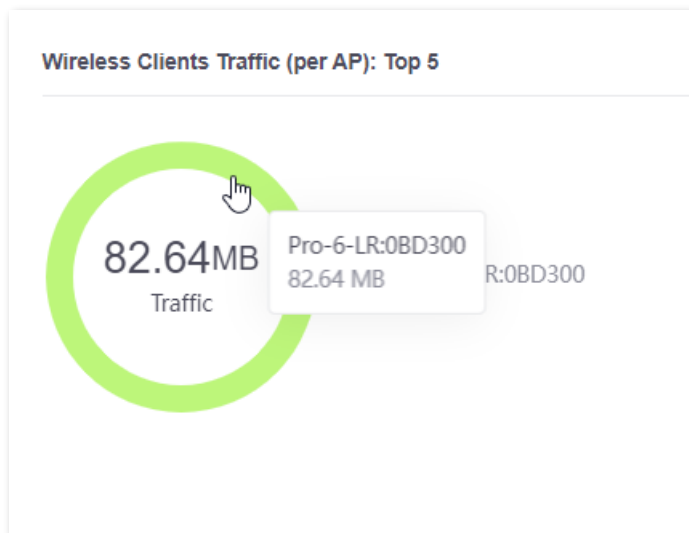 Wireless Clients Traffic (per AP): Top 5
82.64MB
Traffic
Pro-6-LR:0BD300
82.64 MB
R:0BD300